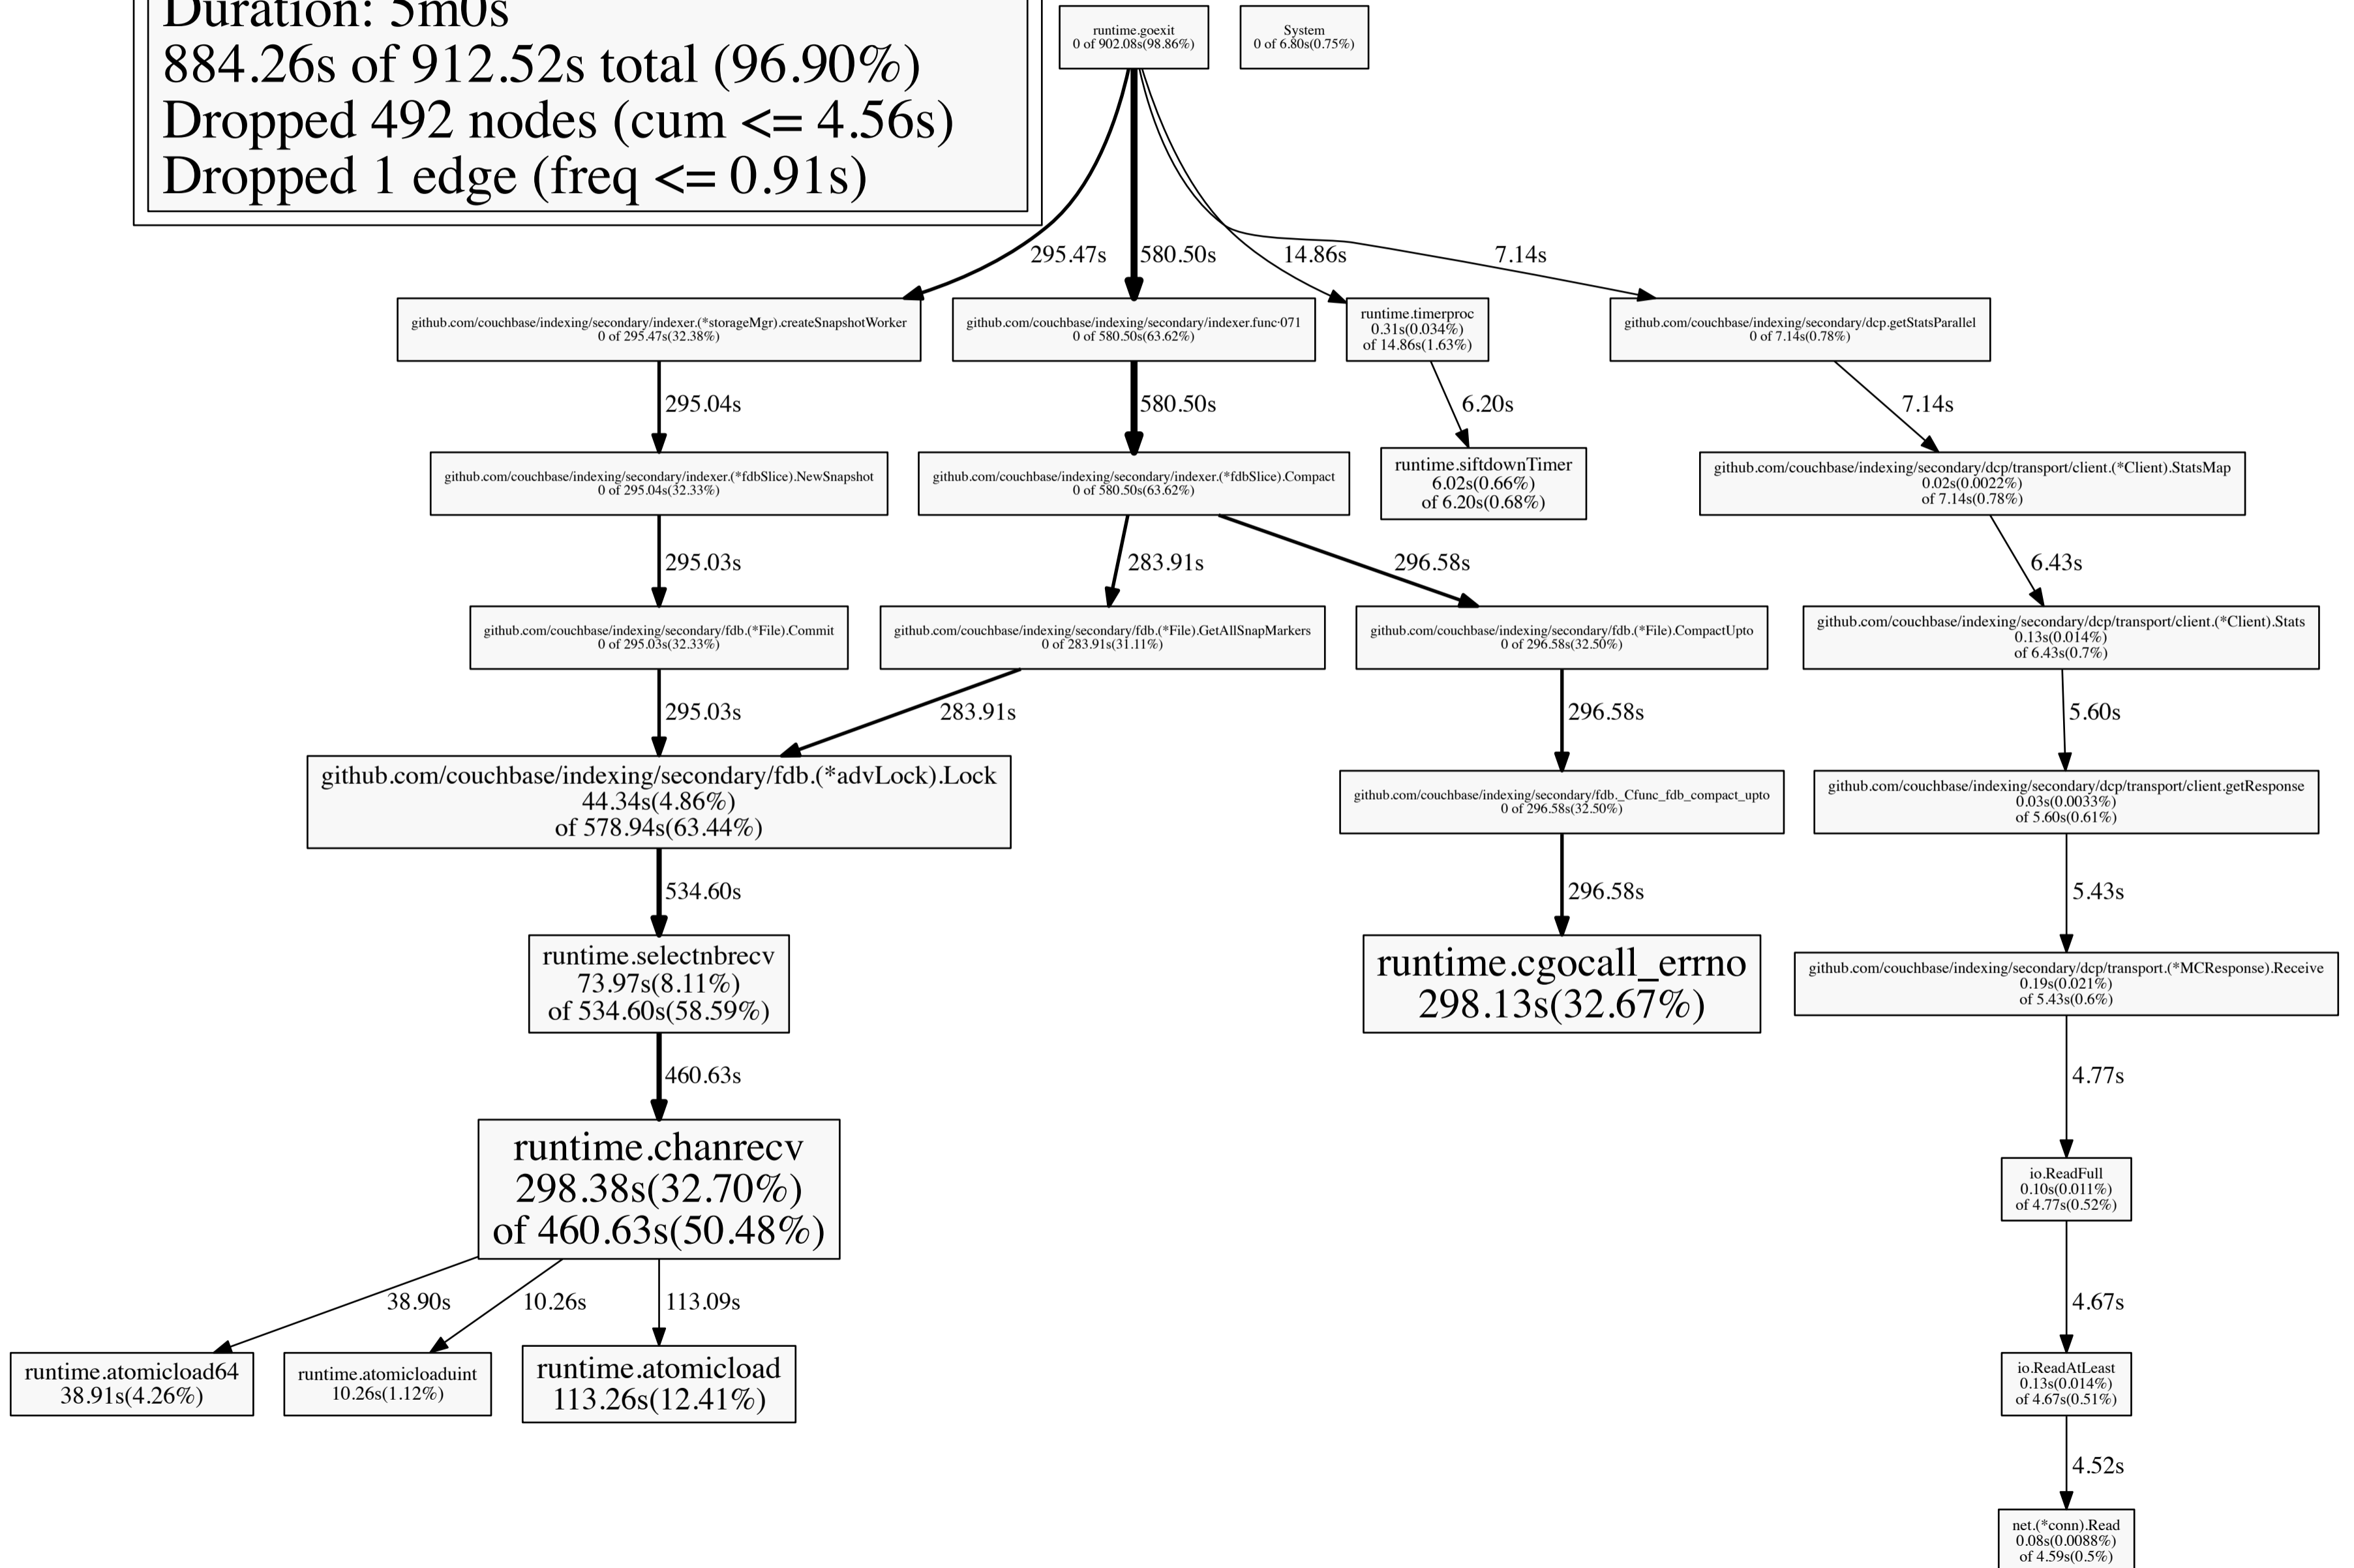 Duration: 5m0s
884.26s of 912.52s total (96.90%)
Dropped 492 nodes (cum <= 4.56s)
Dropped 1 edge (freq <= 0.91s)
runtime.goexit
0 of 902.08s(98.86%)
System
0 of 6.80s(0.75%)
295.47s
580.50s
14.86s
7.14s
github.com/couchbase/indexing/secondary/indexer.(*storageMgr).createSnapshotWorker
0 of 295.47s(32.38%)
github.com/couchbase/indexing/secondary/indexer.func·071
0 of 580.50s(63.62%)
runtime.timerproc
0.31s(0.034%)
of 14.86s(1.63%)
github.com/couchbase/indexing/secondary/dcp.getStatsParallel
0 of 7.14s(0.78%)
295.04s
580.50s
6.20s
7.14s
github.com/couchbase/indexing/secondary/indexer.(*fdbSlice).NewSnapshot
0 of 295.04s(32.33%)
github.com/couchbase/indexing/secondary/indexer.(*fdbSlice).Compact
0 of 580.50s(63.62%)
runtime.siftdownTimer
6.02s(0.66%)
of 6.20s(0.68%)
github.com/couchbase/indexing/secondary/dcp/transport/client.(*Client).StatsMap
0.02s(0.0022%)
of 7.14s(0.78%)
295.03s
283.91s
296.58s
6.43s
github.com/couchbase/indexing/secondary/fdb.(*File).Commit
0 of 295.03s(32.33%)
github.com/couchbase/indexing/secondary/fdb.(*File).GetAllSnapMarkers
0 of 283.91s(31.11%)
github.com/couchbase/indexing/secondary/fdb.(*File).CompactUpto
0 of 296.58s(32.50%)
github.com/couchbase/indexing/secondary/dcp/transport/client.(*Client).Stats
0.13s(0.014%)
of 6.43s(0.7%)
295.03s
283.91s
296.58s
5.60s
github.com/couchbase/indexing/secondary/fdb.(*advLock).Lock
44.34s(4.86%)
of 578.94s(63.44%)
github.com/couchbase/indexing/secondary/fdb._Cfunc_fdb_compact_upto
0 of 296.58s(32.50%)
github.com/couchbase/indexing/secondary/dcp/transport/client.getResponse
0.03s(0.0033%)
of 5.60s(0.61%)
534.60s
296.58s
5.43s
runtime.selectnbrecv
73.97s(8.11%)
of 534.60s(58.59%)
runtime.cgocall_errno
298.13s(32.67%)
github.com/couchbase/indexing/secondary/dcp/transport.(*MCResponse).Receive
0.19s(0.021%)
of 5.43s(0.6%)
460.63s
4.77s
runtime.chanrecv
298.38s(32.70%)
of 460.63s(50.48%)
io.ReadFull
0.10s(0.011%)
of 4.77s(0.52%)
38.90s
10.26s
113.09s
4.67s
runtime.atomicload64
38.91s(4.26%)
runtime.atomicloaduint
10.26s(1.12%)
runtime.atomicload
113.26s(12.41%)
io.ReadAtLeast
0.13s(0.014%)
of 4.67s(0.51%)
4.52s
net.(*conn).Read
0.08s(0.0088%)
of 4.59s(0.5%)